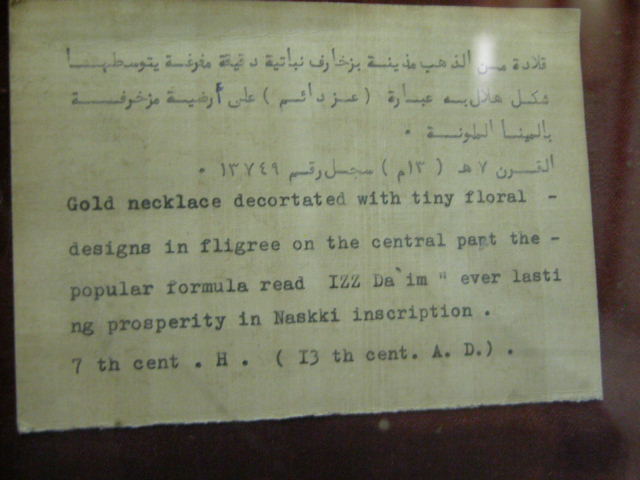 قلادة من الذهب مزينة بزخارف نباتية دقيقة مفرغة يتوسطها
شكل هلال به عبارة ( عز دائم ) على أرضية مزخرفة
بالمينا الملونة .
القرن ٧ هـ ( ١٣م ) سجل رقم ١٣٧٤٩ .
Gold necklace decortated with tiny floral -
designs in fligree on the central papt the -
popular formula read IZZ Da`im " ever lasti
ng prosperity in Naskki inscription .
7 th cent . H . ( I3 th cent. A. D.) .